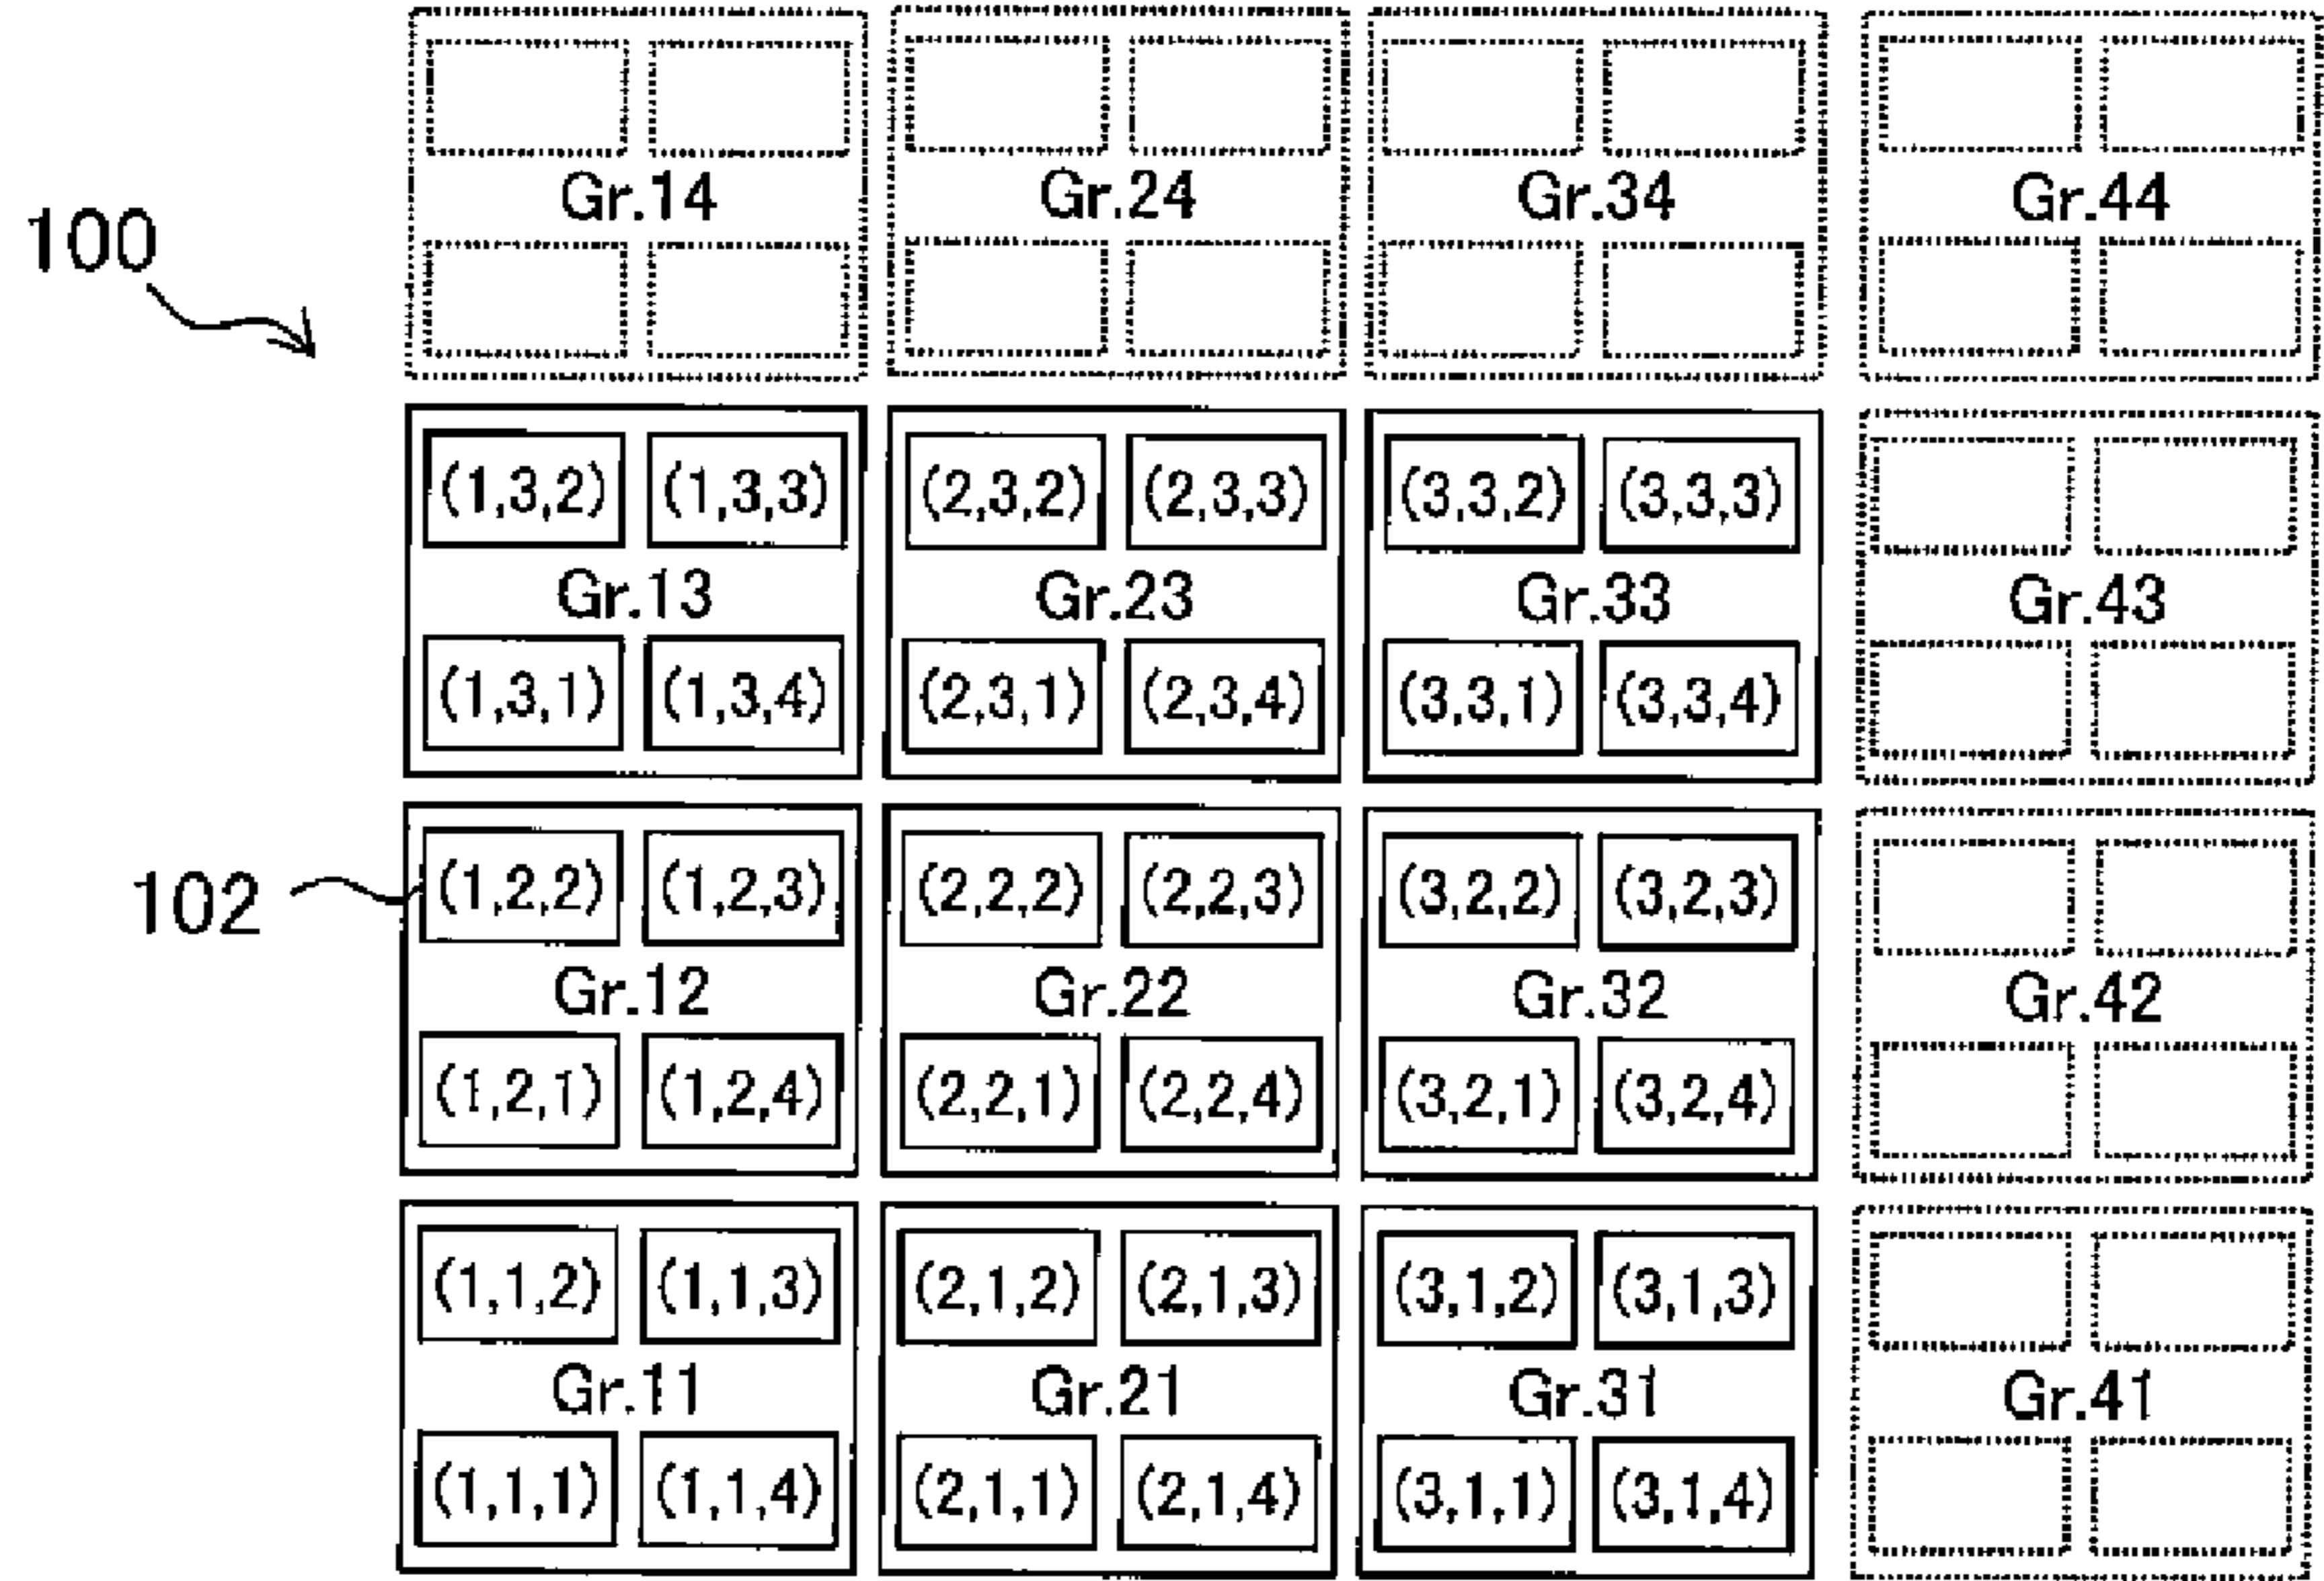 Gr.14 Gr.24 Gr.34 Gr.44
100
(1,3,2) (1,3,3) (2,3,2) (2,3,3) (3,3,2) (3,3,3)
Gr.13 Gr.23 Gr.33 Gr.43
(1,3,1) (1,3,4) (2,3,1) (2,3,4) (3,3,1) (3,3,4)
102 (1,2,2) (1,2,3) (2,2,2) (2,2,3) (3,2,2) (3,2,3)
Gr.12 Gr.22 Gr.32 Gr.42
(1,2,1) (1,2,4) (2,2,1) (2,2,4) (3,2,1) (3,2,4)
(1,1,2) (1,1,3) (2,1,2) (2,1,3) (3,1,2) (3,1,3)
Gr.11 Gr.21 Gr.31 Gr.41
(1,1,1) (1,1,4) (2,1,1) (2,1,4) (3,1,1) (3,1,4)